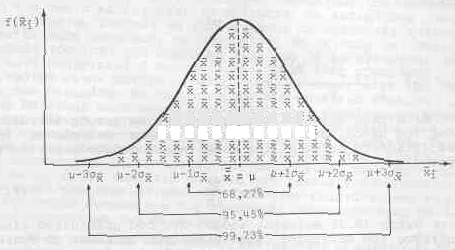 f(x̄ᵢ)
x̄
x̄ x̄ x̄
x̄ x̄ x̄ x̄
μ-3σx̄ μ-2σx̄ μ-1σx̄ x̿ = μ μ+1σx̄ μ+2σx̄ μ+3σx̄ x̄ᵢ
68,27%
95,45%
99,73%